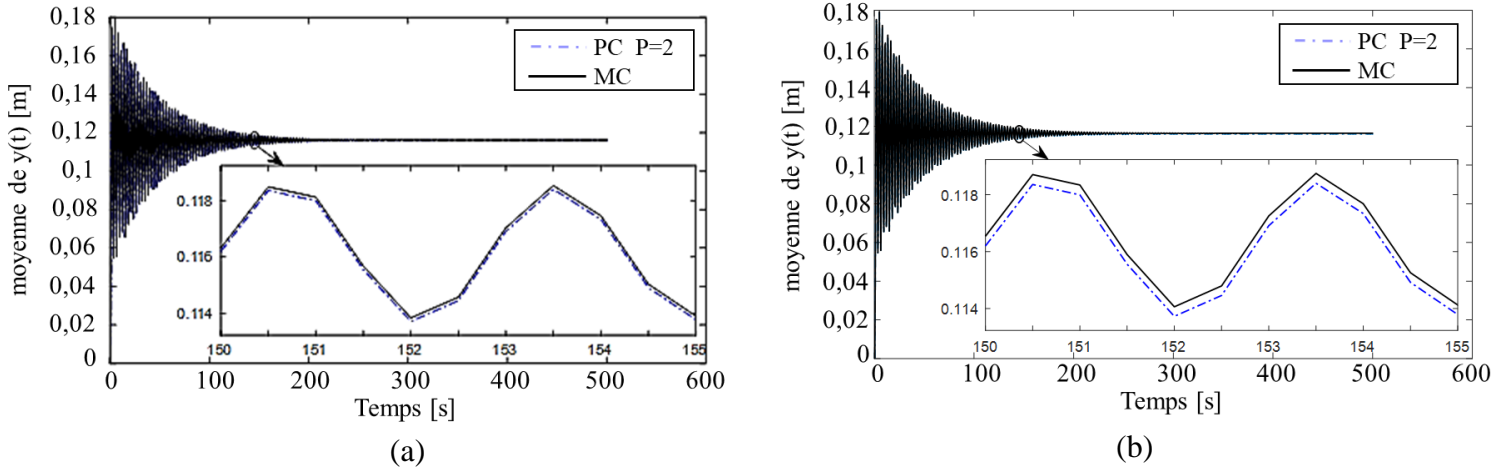 moyenne de y(t) [m]
0,18
0,16
0,14
0,12
0,1
0,08
0,06
0,04
0,02
0
PC P=2
MC
0.118
0.116
0.114
150 151 152 153 154 155
0 100 200 300 400 500 600
Temps [s]
(a)
moyenne de y(t) [m]
0,18
0,16
0,14
0,12
0,1
0,08
0,06
0,04
0,02
0
PC P=2
MC
0.118
0.116
0.114
150 151 152 153 154 155
0 100 200 300 400 500 600
Temps [s]
(b)